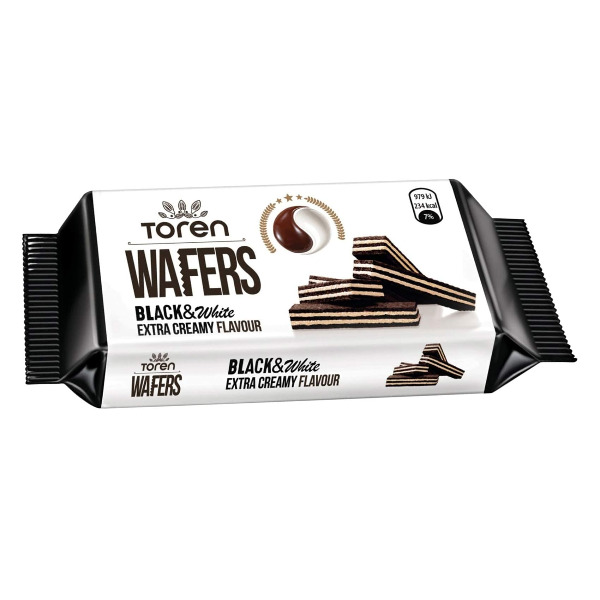 TOREN
WAFERS
BLACK&White
EXTRA CREAMY FLAVOUR
979 kJ
234 kcal
7%
TOREN
WAFERS
BLACK&White
EXTRA CREAMY FLAVOUR